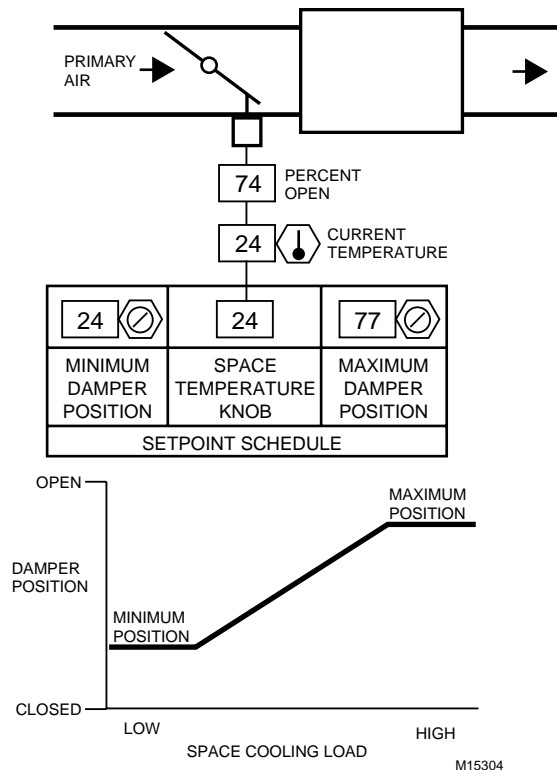 PRIMARY
AIR
74
PERCENT
OPEN
24
CURRENT
TEMPERATURE
24
24
77
MINIMUM
DAMPER
POSITION
SPACE
TEMPERATURE
KNOB
MAXIMUM
DAMPER
POSITION
SETPOINT SCHEDULE
OPEN
MAXIMUM
POSITION
DAMPER
POSITION
MINIMUM
POSITION
CLOSED
LOW
HIGH
SPACE COOLING LOAD
M15304